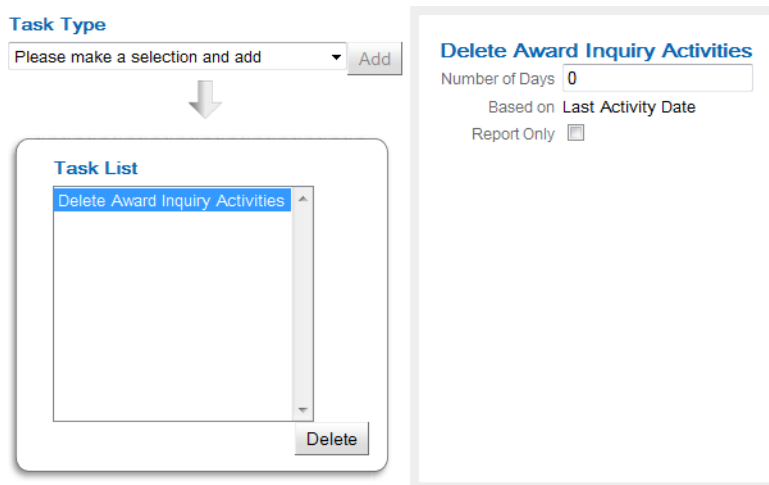 Task Type
Please make a selection and add
Add
Task List
Delete Award Inquiry Activities
Delete
Delete Award Inquiry Activities
Number of Days 0
Based on Last Activity Date
Report Only